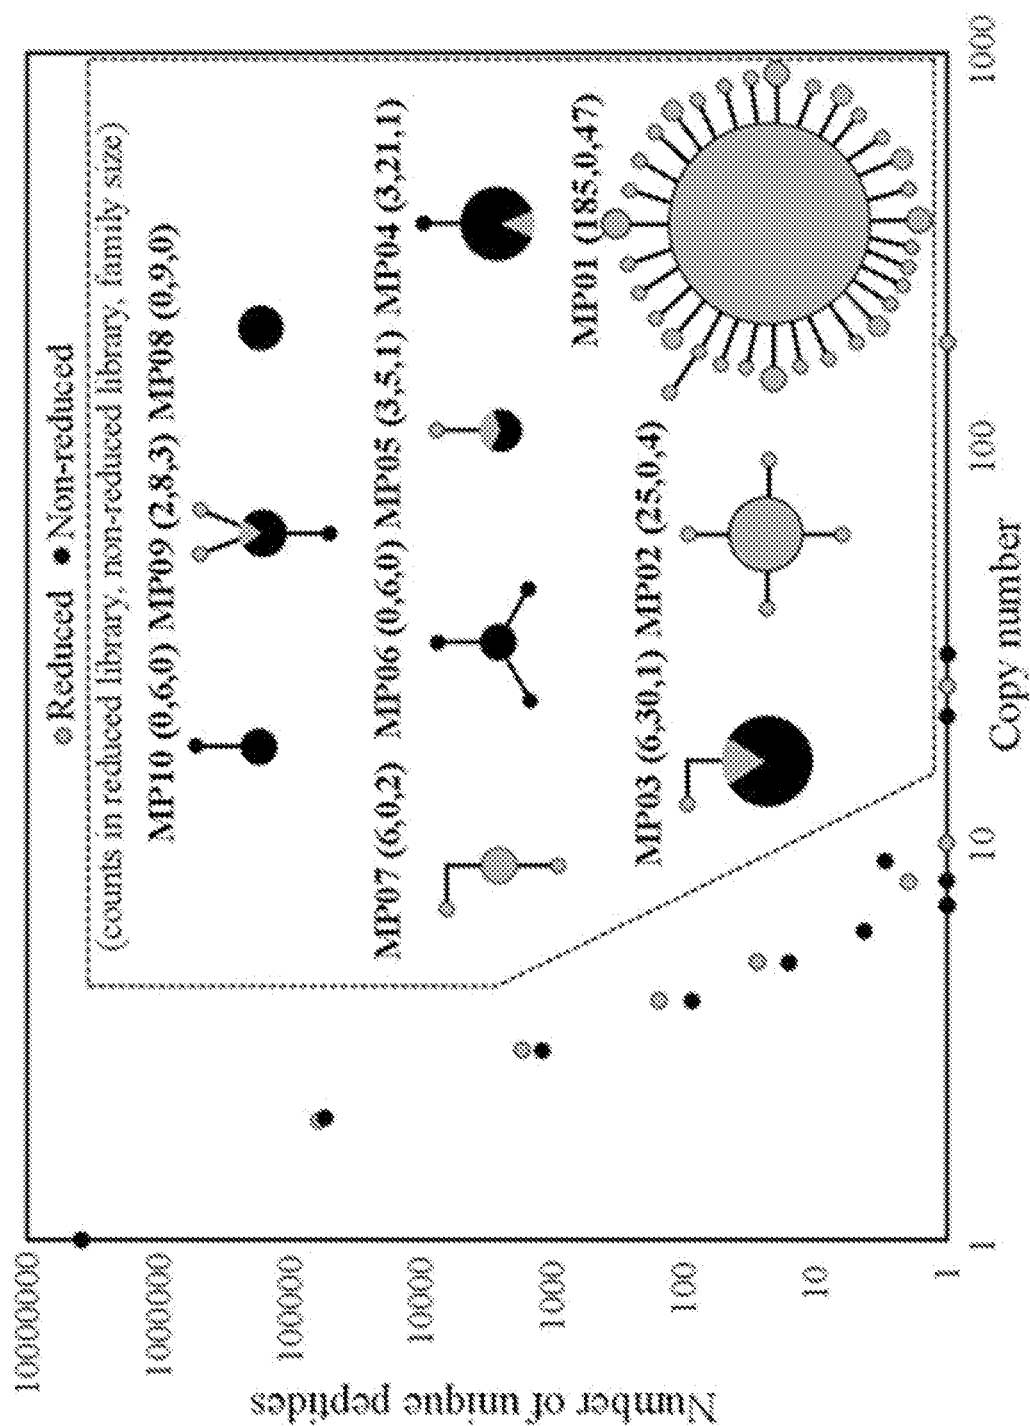 Reduced Non-reduced
(counts in reduced library, non-reduced library, family size)
MP10 (0,6,0) MP09 (2,8,3) MP08 (0,9,0)
MP07 (6,0,2) MP06 (0,6,0) MP05 (3,5,1) MP04 (3,21,1)
MP03 (6,30,1) MP02 (25,0,4) MP01 (185,0,47)
Number of unique peptides
10000000
1000000
100000
10000
1000
100
10
1
1 10 100 1000
Copy number